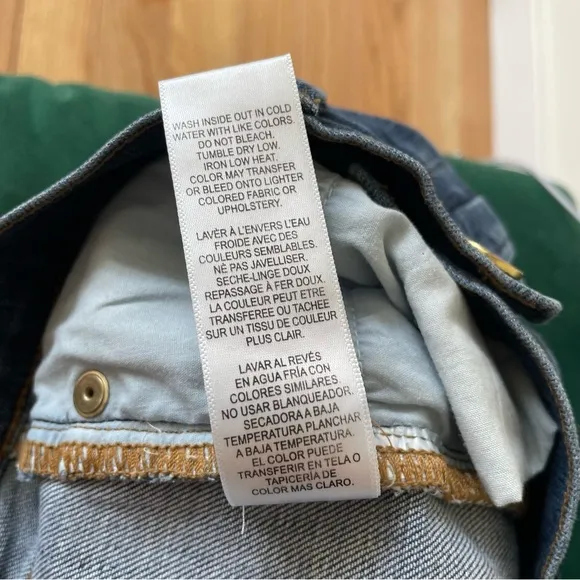 WASH INSIDE OUT IN COLD
WATER WITH LIKE COLORS
DO NOT BLEACH.
TUMBLE DRY LOW.
IRON LOW HEAT.
COLOR MAY TRANSFER
OR BLEED ONTO LIGHTER
COLORED FABRIC OR
UPHOLSTERY.
LAVÈR À L'ENVERS L'EAU
FROIDE AVEC DES
COULEURS SEMBLABLES.
NÈ PAS JAVELLISER.
SECHE-LINGE DOUX
REPASSAGE À FER DOUX.
LA COULEUR PEUT ETRE
TRANSFEREE OU TACHEE
SUR UN TISSU DE COULEUR
PLUS CLAIR.
LAVAR AL REVÉS
EN AGUA FRÍA CON
COLORES SIMILARES
NO USAR BLANQUEADOR.
SECADORA A BAJA
TEMPERATURA PLANCHAR
A BAJA TEMPERATURA.
EL COLOR PUEDE
TRANSFERIR EN TELA O
TAPICERÍA DE
COLOR MAS CLARO.